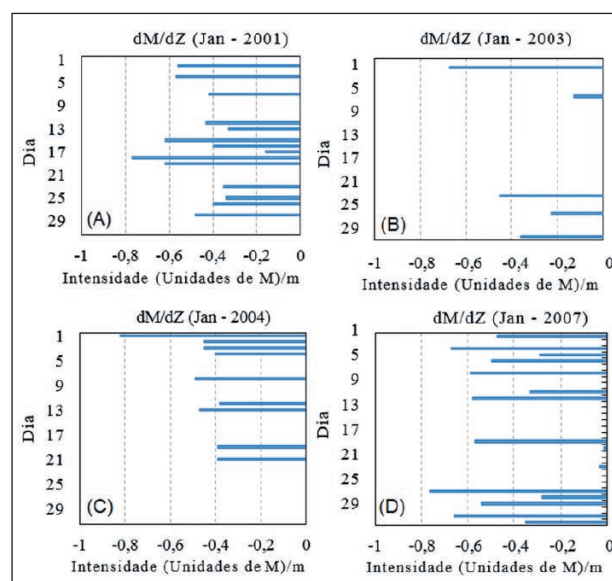 dM/dZ (Jan - 2001)
1
5
9
13
17
21
25
29
Dia
(A)
-1 -0,8 -0,6 -0,4 -0,2 0
Intensidade (Unidades de M)/m
dM/dZ (Jan - 2003)
1
5
9
13
17
21
25
29
Dia
(B)
-1 -0,8 -0,6 -0,4 -0,2 0
Intensidade (Unidades de M)/m
dM/dZ (Jan - 2004)
1
5
9
13
17
21
25
29
Dia
(C)
-1 -0,8 -0,6 -0,4 -0,2 0
Intensidade (Unidades de M)/m
dM/dZ (Jan - 2007)
1
5
9
13
17
21
25
29
Dia
(D)
-1 -0,8 -0,6 -0,4 -0,2 0
Intensidade (Unidades de M)/m